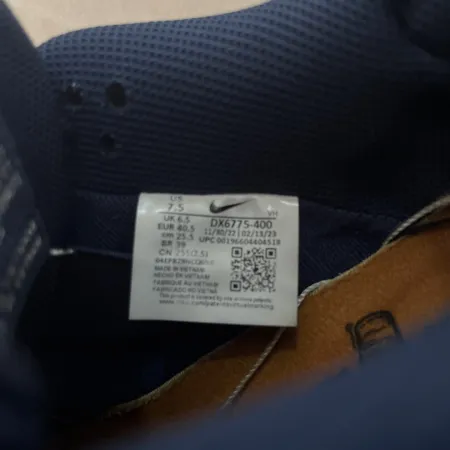 US
7.5
UK 6.5
EUR 40.5
cm 25.5
BR 39
CN 255(2.5)
VH
DX6775-400
11/30/22 | 02/13/23
UPC 00196604404518
MADE IN VIETNAM
HECHO EN VIETNAM
FABRIQUÉ AU VIETNAM
FABRICADO NO VIETNÃ